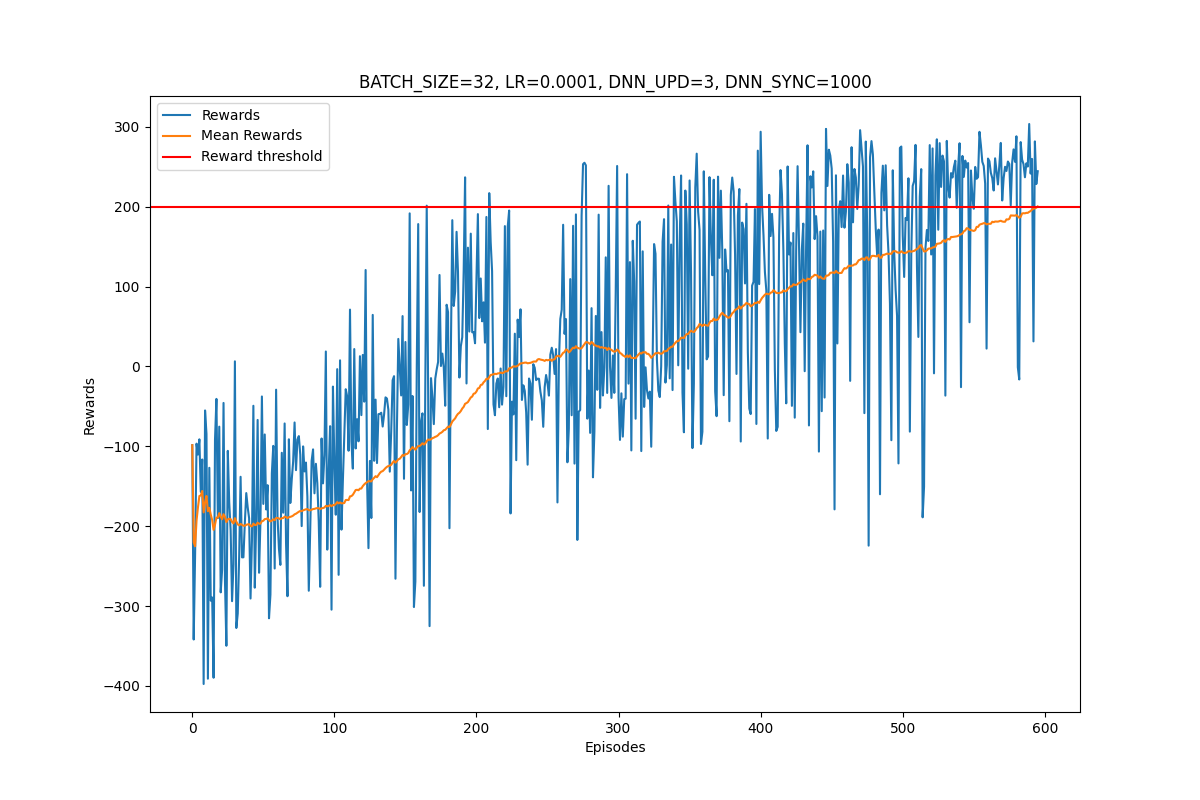 BATCH_SIZE=32, LR=0.0001, DNN_UPD=3, DNN_SYNC=1000
Rewards
Mean Rewards
Reward threshold
300
200
100
0
−100
−200
−300
−400
Rewards
0
100
200
300
400
500
600
Episodes